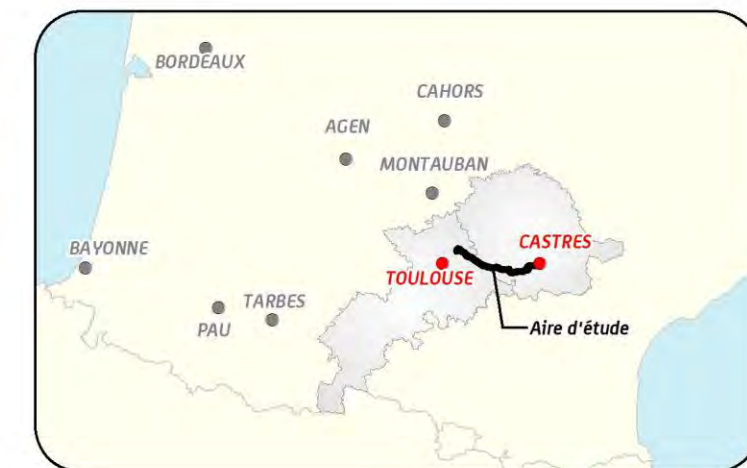 BORDEAUX
CAHORS
AGEN
MONTAUBAN
BAYONNE
CASTRES
TOULOUSE
TARBES
PAU
Aire d'étude